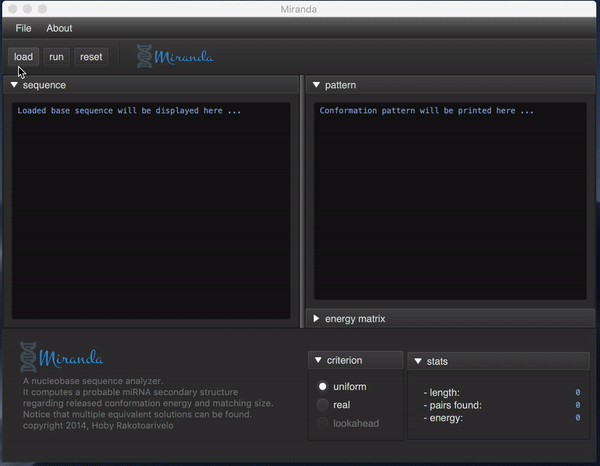 Miranda
File About
load run reset Miranda
sequence
Loaded base sequence will be displayed here ...
pattern
Conformation pattern will be printed here ...
energy matrix
Miranda
A nucleobase sequence analyzer.
It computes a probable miRNA secondary structure
regarding released conformation energy and matching size.
Notice that multiple equivalent solutions can be found.
copyright 2014, Hoby Rakotoarivelo
criterion
uniform
real
lookahead
stats
- length: 0
- pairs found: 0
- energy: 0